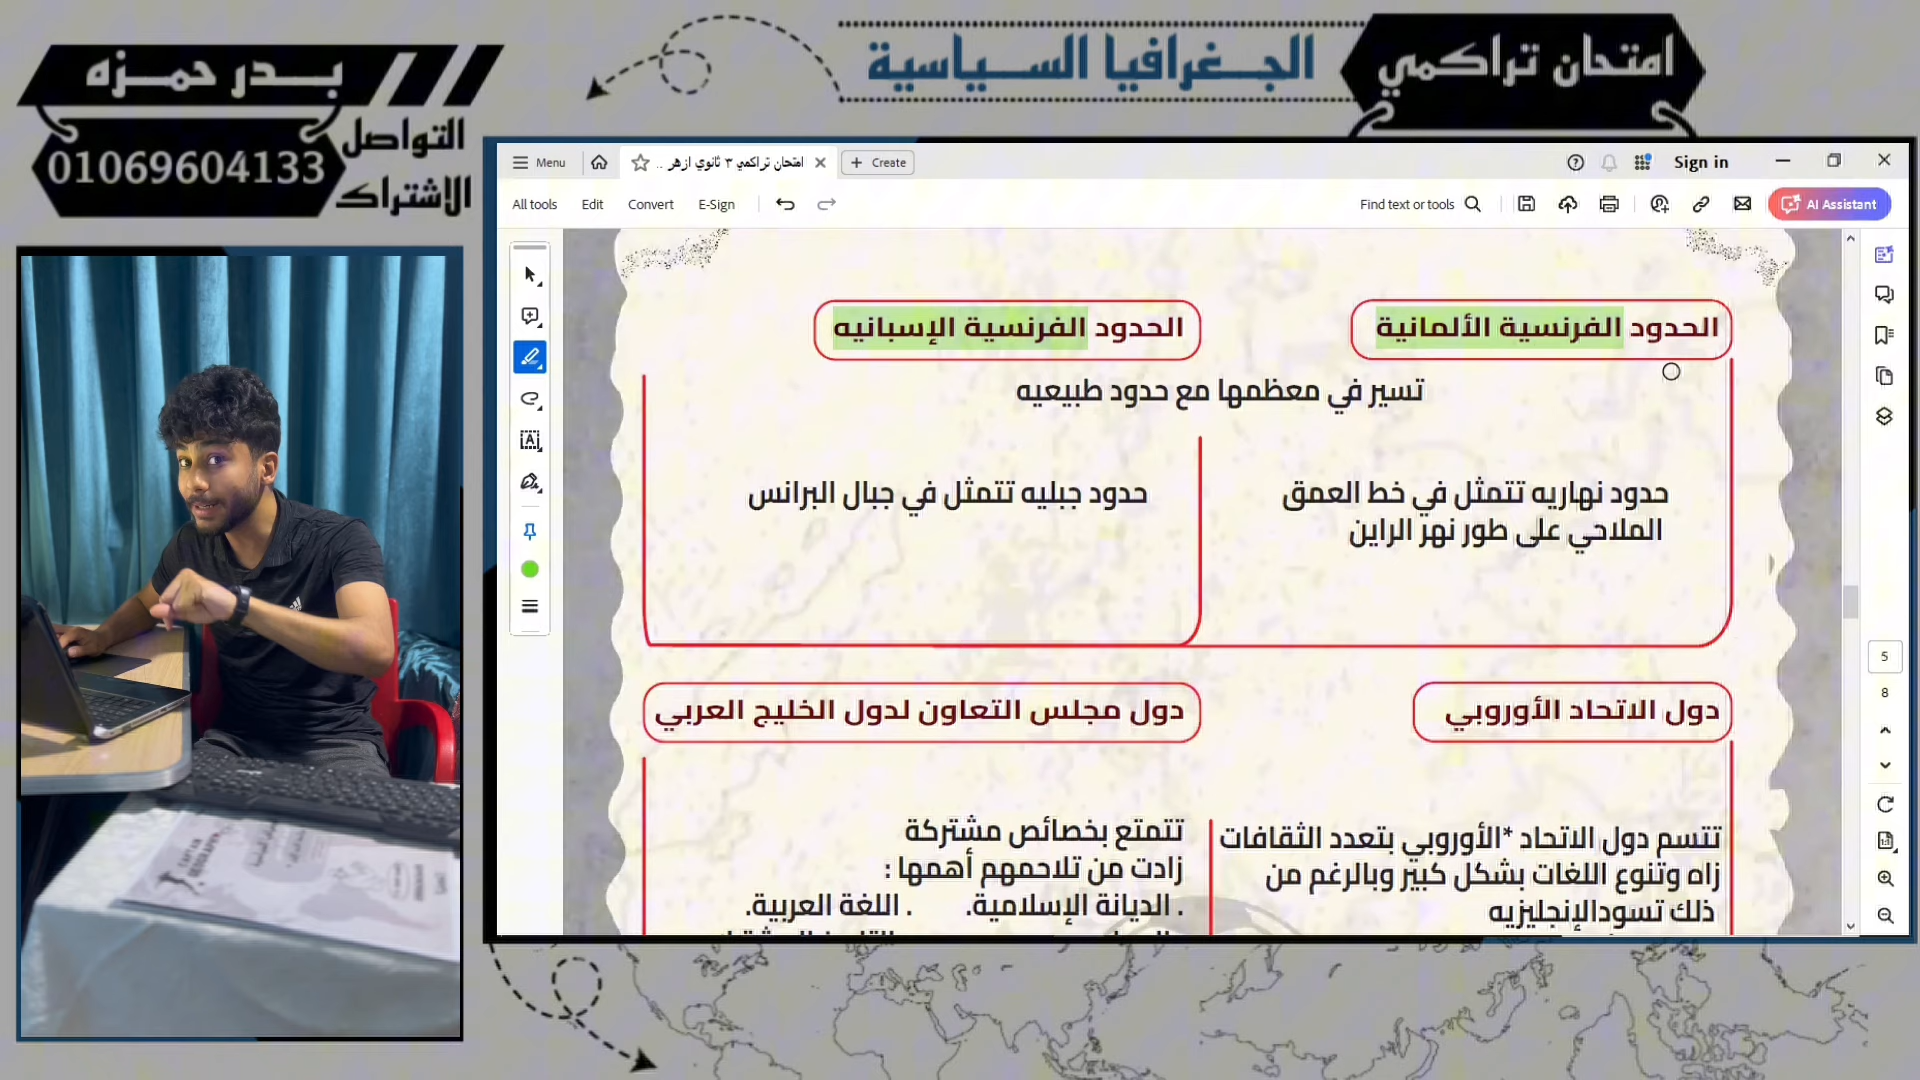 امتحان تراكمي
الجغرافيا السياسية
بدر حمزه
01069604133
التواصل
الاشتراك
Menu
امتحان تراكمي ٣ ثانوي ازهر ..
Create
Sign in
All tools
Edit
Convert
E-Sign
Find text or tools
AI Assistant
الحدود الفرنسية الألمانية
الحدود الفرنسية الإسبانيه
تسير في معظمها مع حدود طبيعيه
حدود نهاريه تتمثل في خط العمق
الملاحي على طور نهر الراين
حدود جبليه تتمثل في جبال البرانس
دول الاتحاد الأوروبي
دول مجلس التعاون لدول الخليج العربي
تتسم دول الاتحاد *الأوروبي بتعدد الثقافات
زاه وتنوع اللغات بشكل كبير وبالرغم من
ذلك تسودالإنجليزيه
تتمتع بخصائص مشتركة
زادت من تلاحمهم أهمها :
. الديانة الإسلامية. . اللغة العربية.
5
8